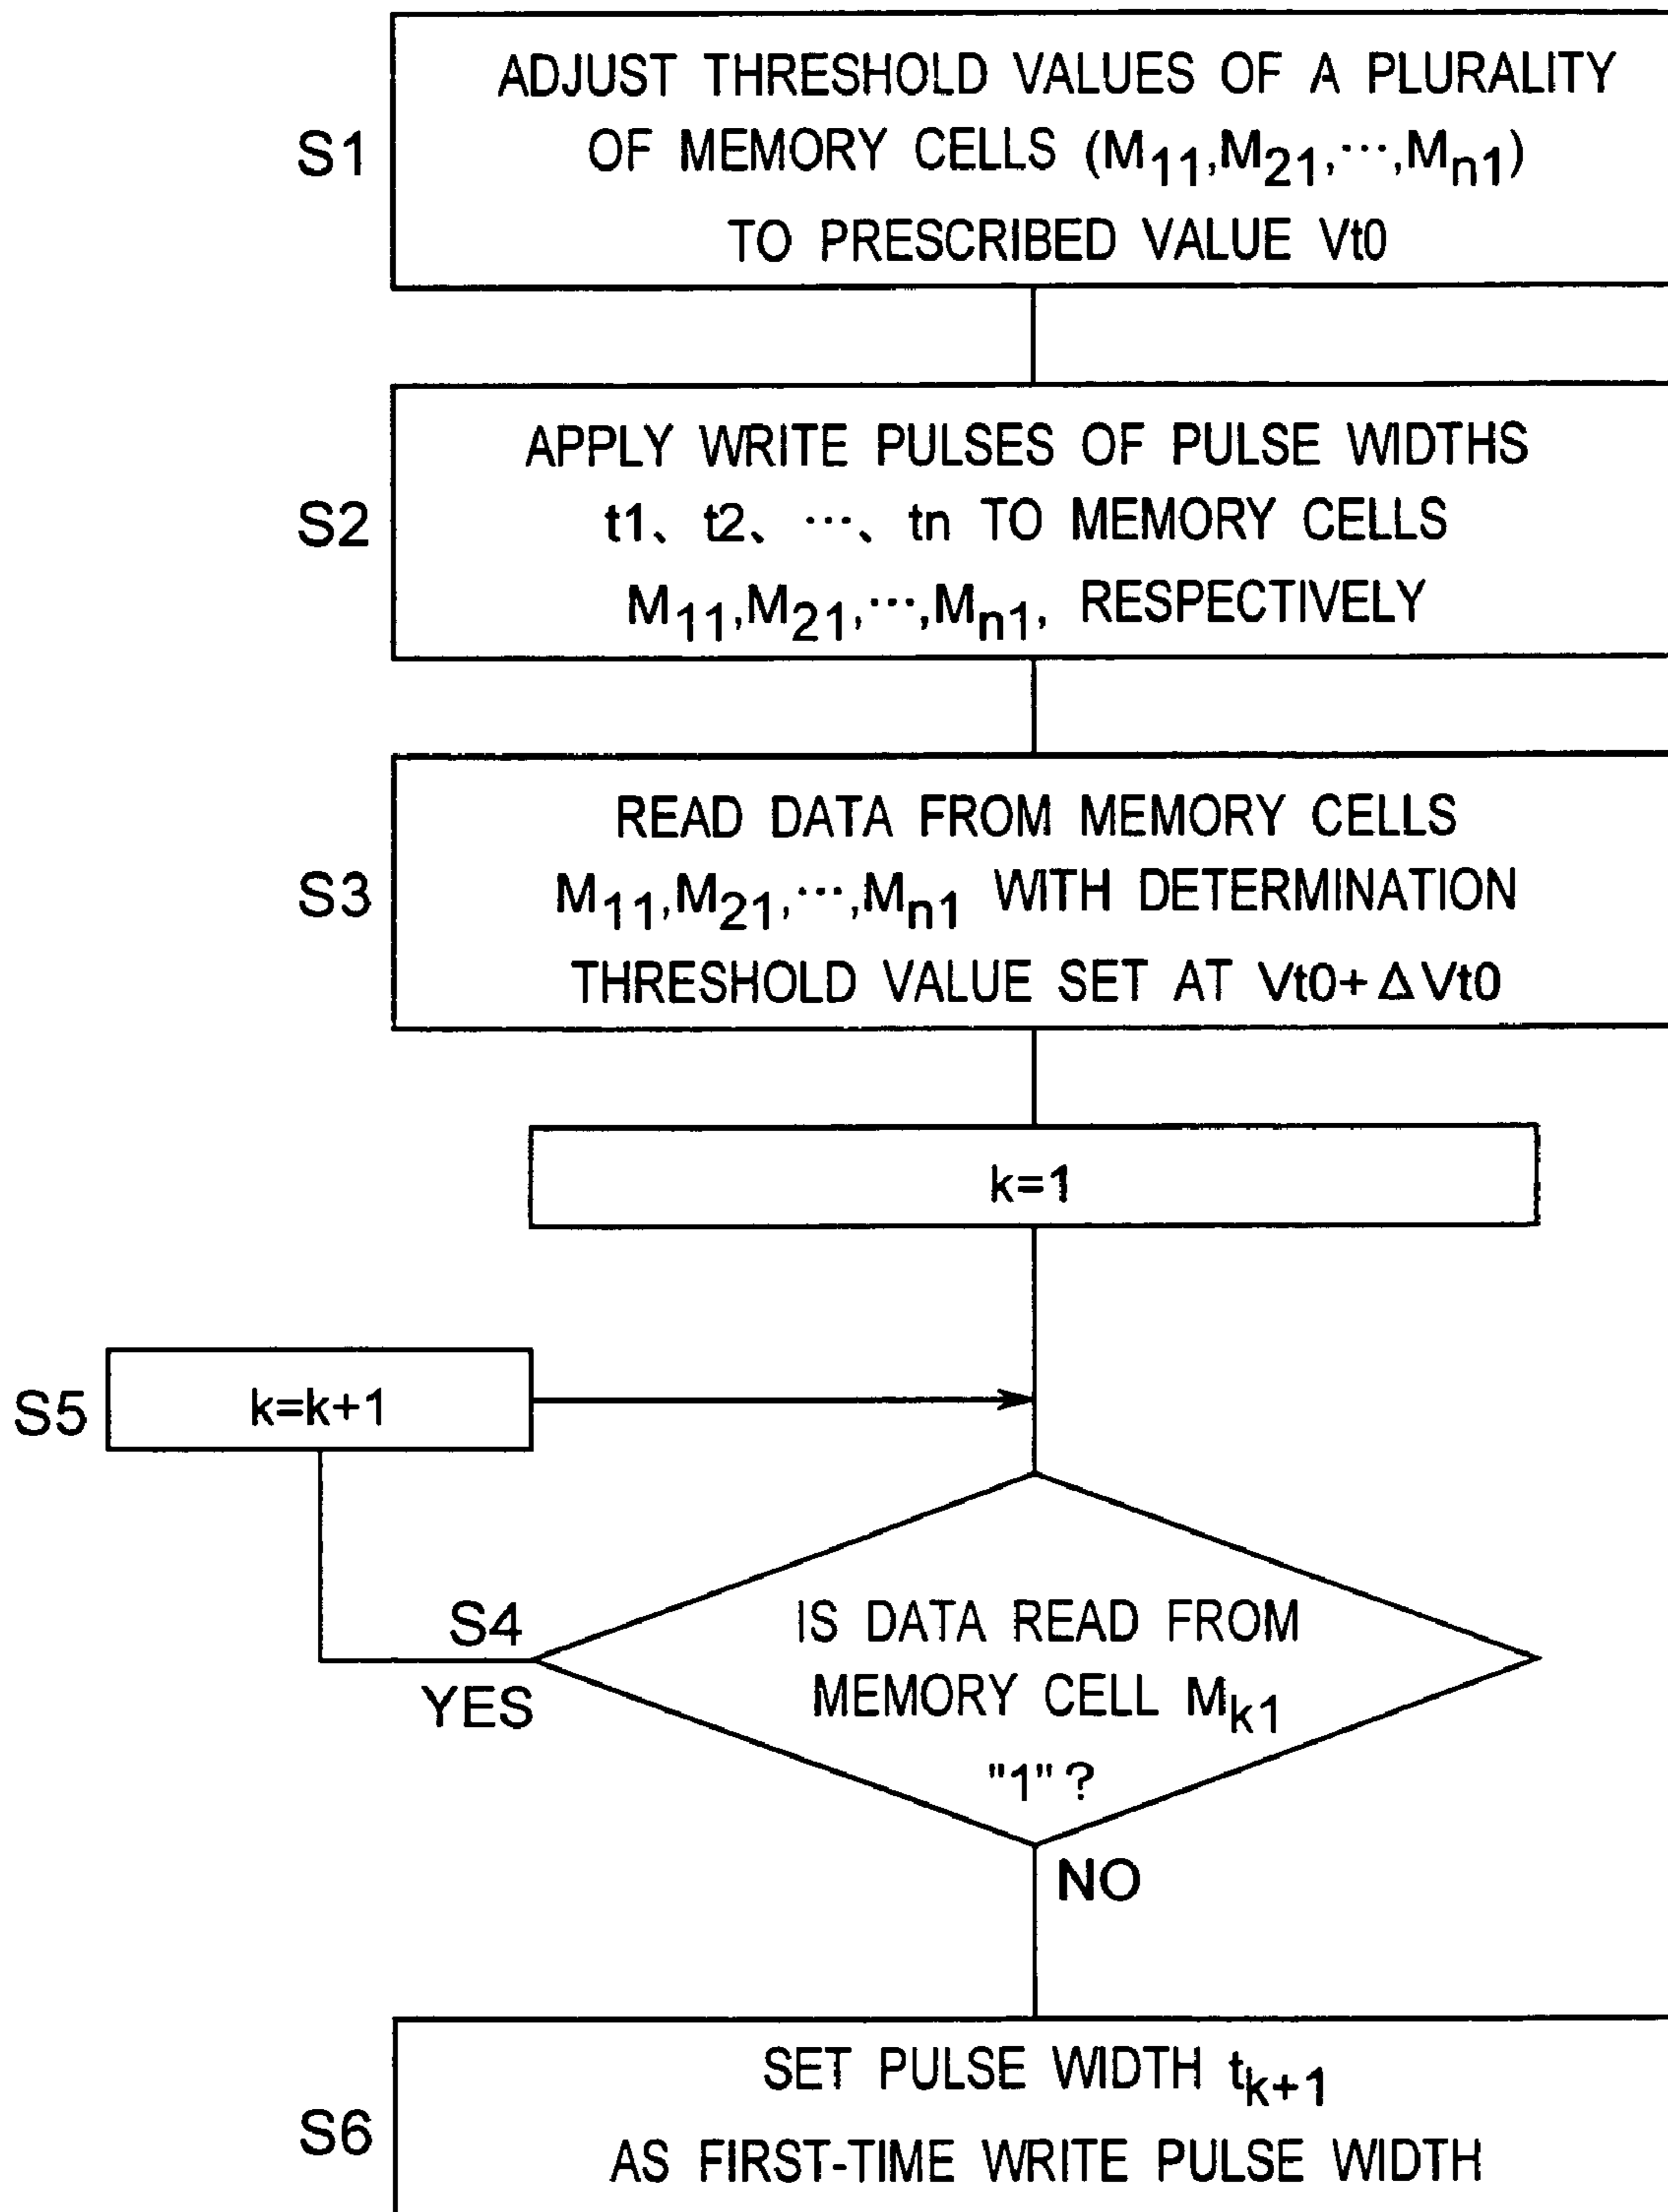 S1
ADJUST THRESHOLD VALUES OF A PLURALITY
OF MEMORY CELLS (M11,M21,⋯,Mn1)
TO PRESCRIBED VALUE Vt0
S2
APPLY WRITE PULSES OF PULSE WIDTHS
t1、t2、⋯、tn TO MEMORY CELLS
M11,M21,⋯,Mn1, RESPECTIVELY
S3
READ DATA FROM MEMORY CELLS
M11,M21,⋯,Mn1 WITH DETERMINATION
THRESHOLD VALUE SET AT Vt0+ΔVt0
k=1
S5
k=k+1
S4
YES
IS DATA READ FROM
MEMORY CELL Mk1
"1"?
NO
S6
SET PULSE WIDTH tk+1
AS FIRST-TIME WRITE PULSE WIDTH